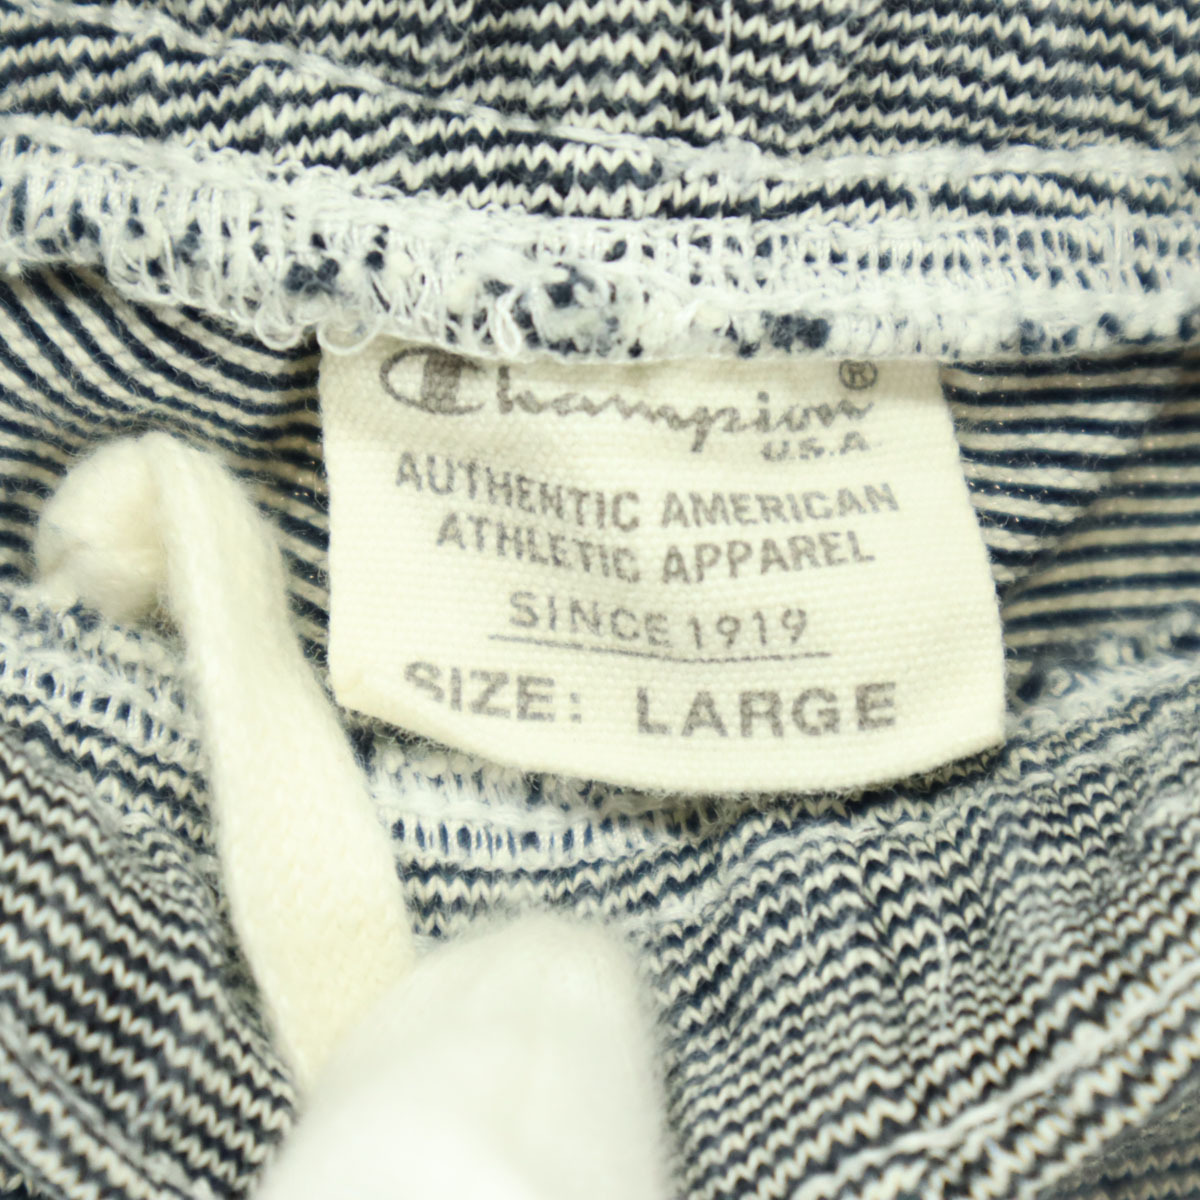 Champion®
U.S.A.
AUTHENTIC AMERICAN
ATHLETIC APPAREL
SINCE 1919
SIZE: LARGE